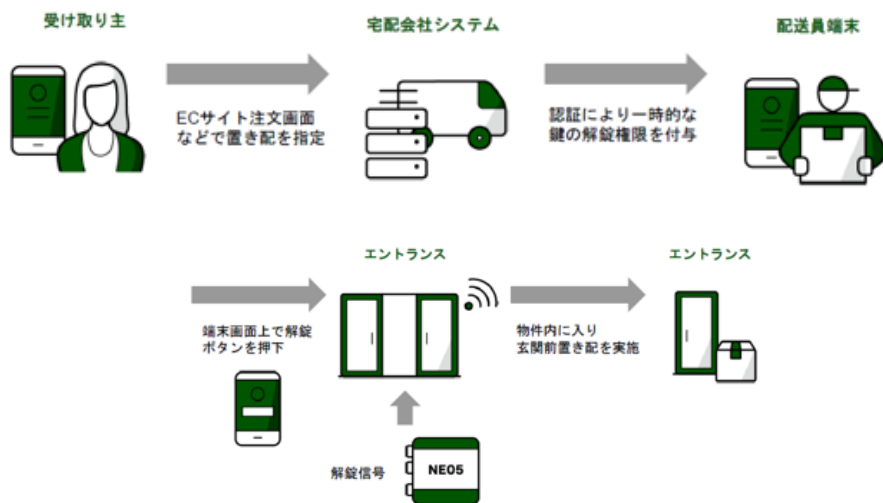 受け取り主
宅配会社システム
配送員端末
ECサイト注文画面
などで置き配を指定
認証により一時的な
鍵の解錠権限を付与
エントランス
エントランス
端末画面上で解錠
ボタンを押下
物件内に入り
玄関前置き配を実施
解錠信号
NE05